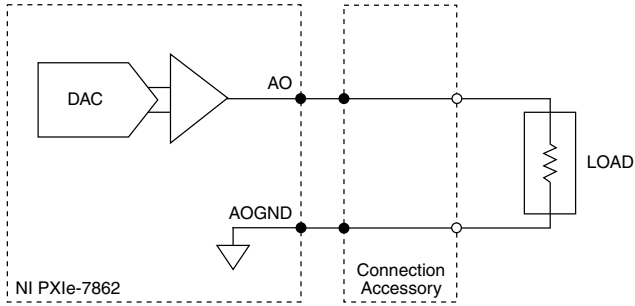 AO
DAC
LOAD
AOGND
NI PXIe-7862
Connection
Accessory